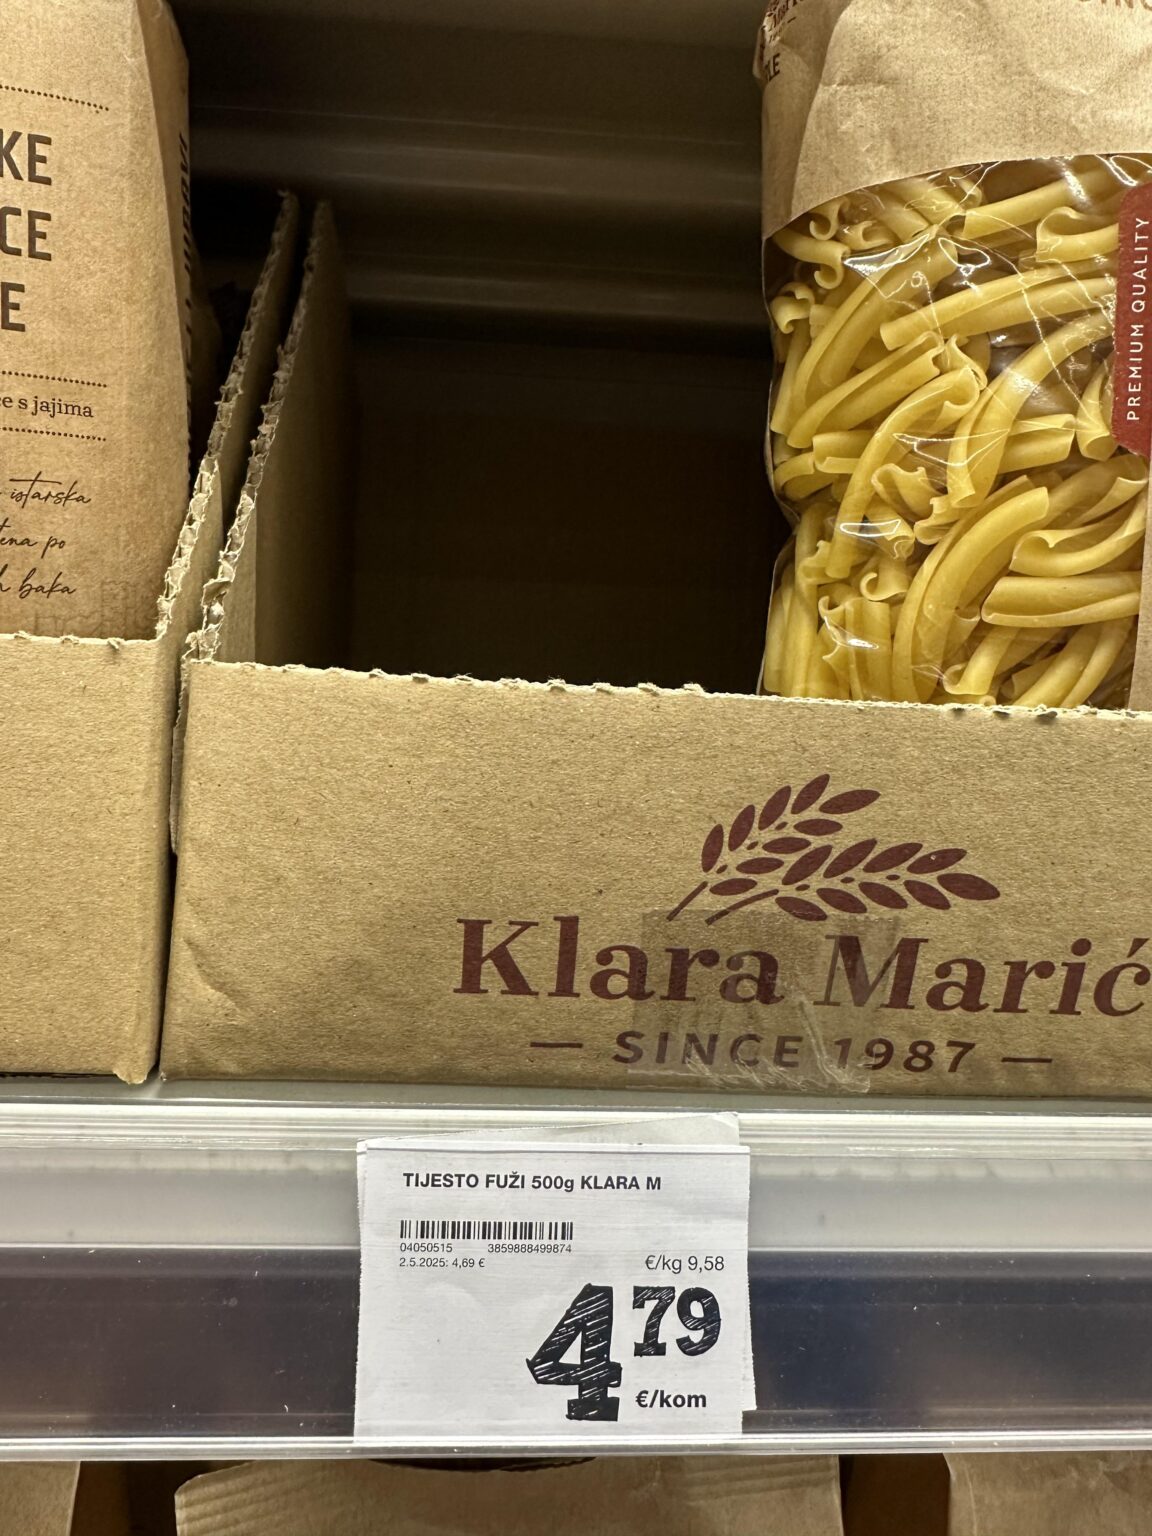 KE
CE
E
e s jajima
istarska
po
baka
PREMIUM QUALITY
Klara Marić
— SINCE 1987 —
TIJESTO FUŽI 500g KLARA M
04050515 3859888499874
2.5.2025: 4,69 €
€/kg 9,58
4 79
€/kom